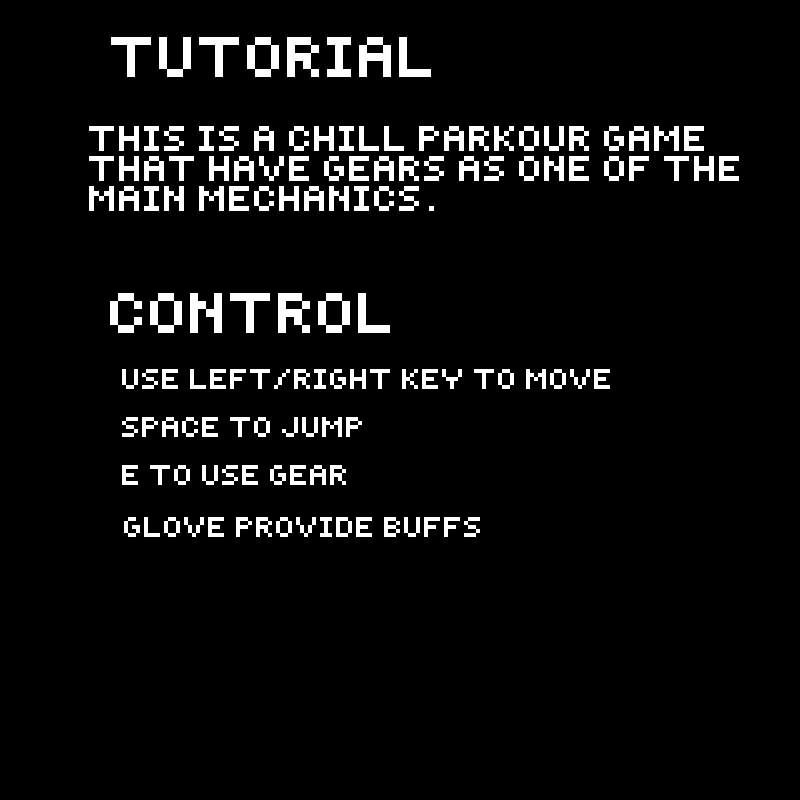 TUTORIAL
THIS IS A CHILL PARKOUR GAME
THAT HAVE GEARS AS ONE OF THE
MAIN MECHANICS.
CONTROL
USE LEFT/RIGHT KEY TO MOVE
SPACE TO JUMP
E TO USE GEAR
GLOVE PROVIDE BUFFS